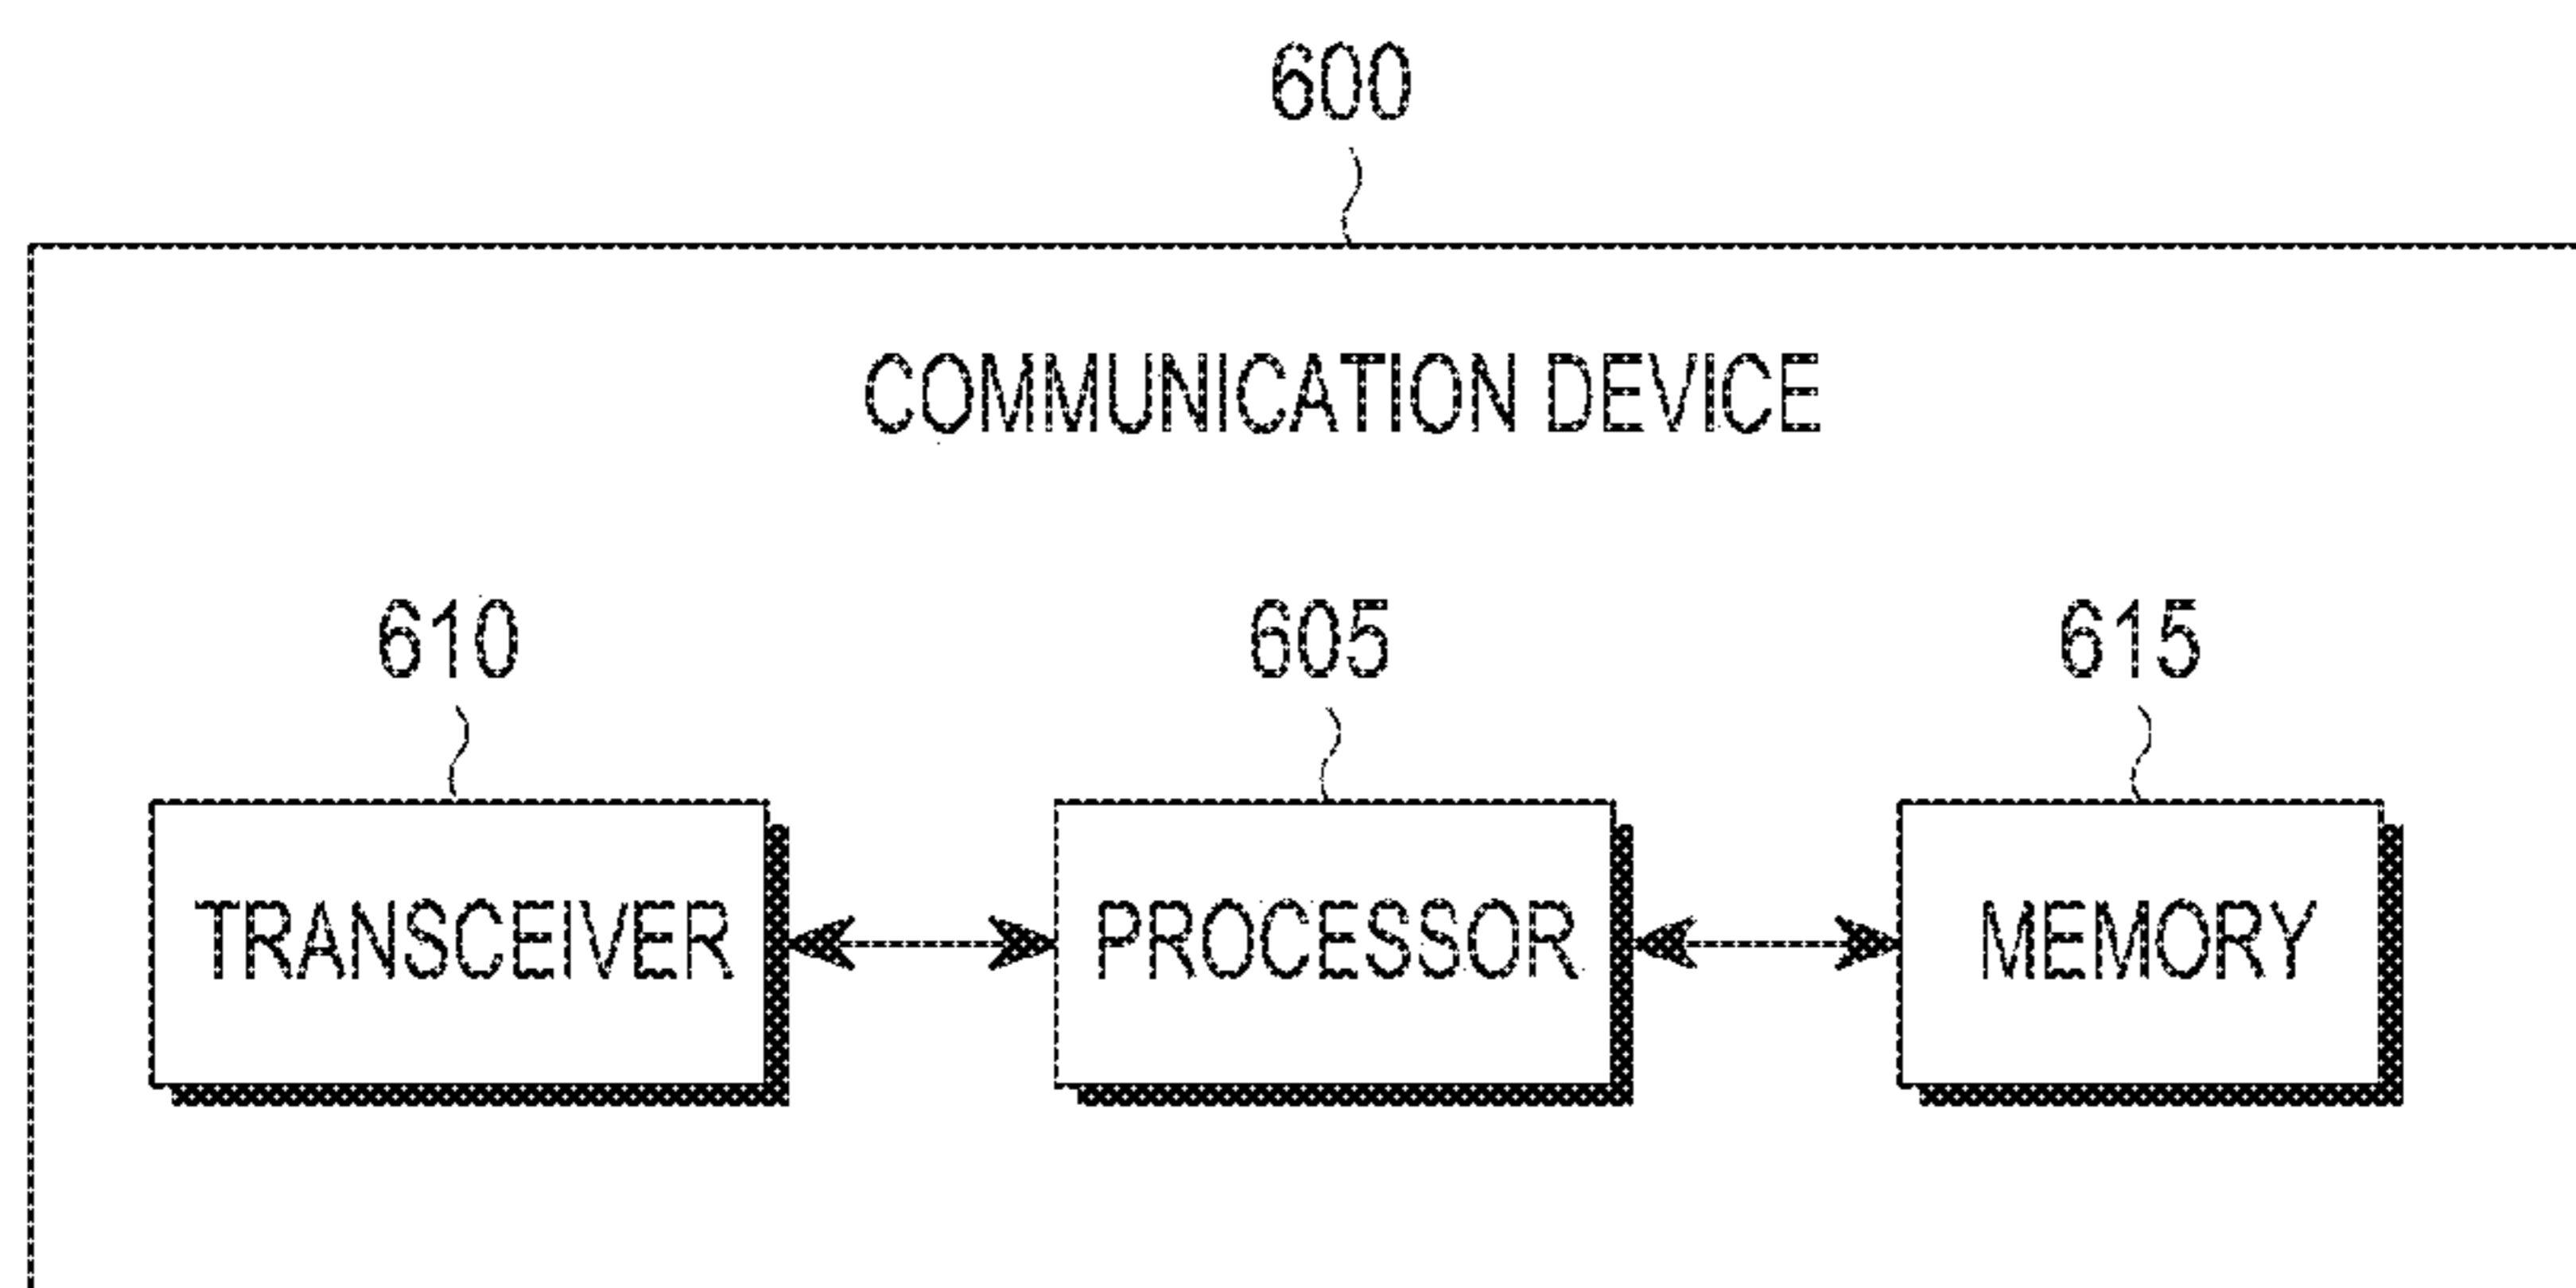 600
COMMUNICATION DEVICE
610 605 615
TRANSCEIVER PROCESSOR MEMORY